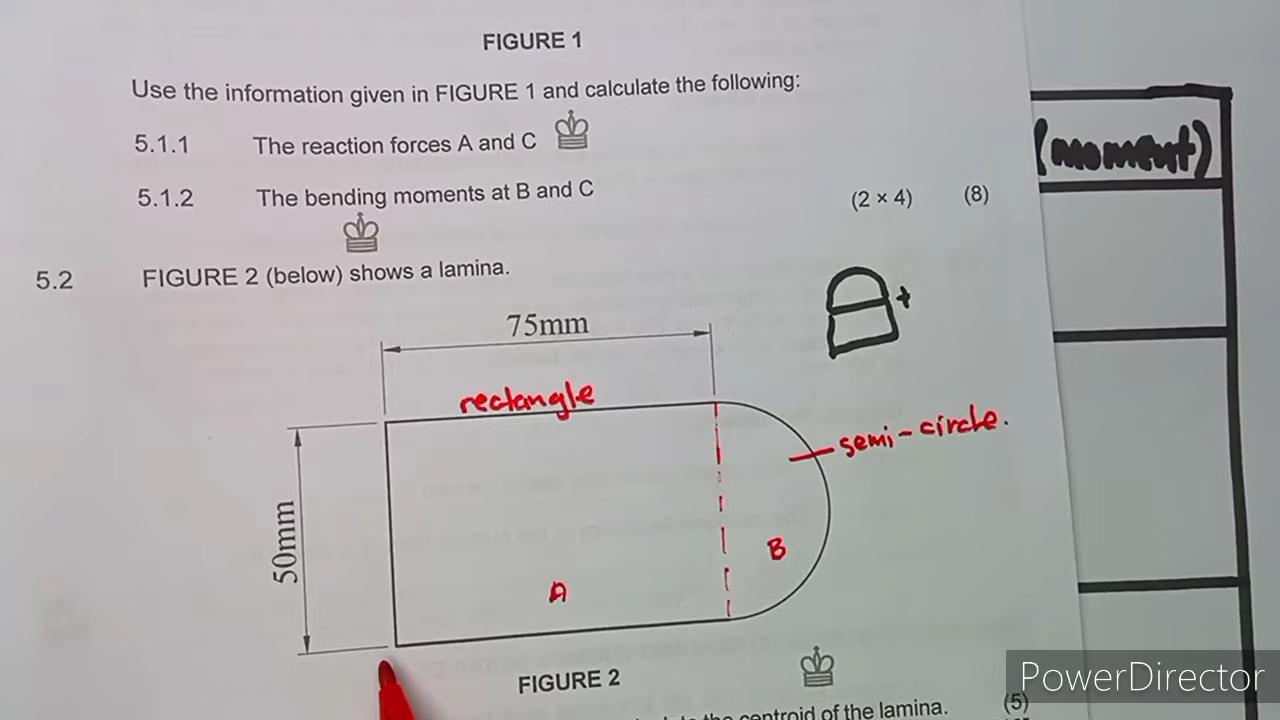 FIGURE 1
Use the information given in FIGURE 1 and calculate the following:
5.1.1 The reaction forces A and C
5.1.2 The bending moments at B and C (2 × 4) (8)
(moment)
5.2 FIGURE 2 (below) shows a lamina.
75mm
rectangle
semi-circle.
50mm
A
B
FIGURE 2
the centroid of the lamina. (5)
PowerDirector